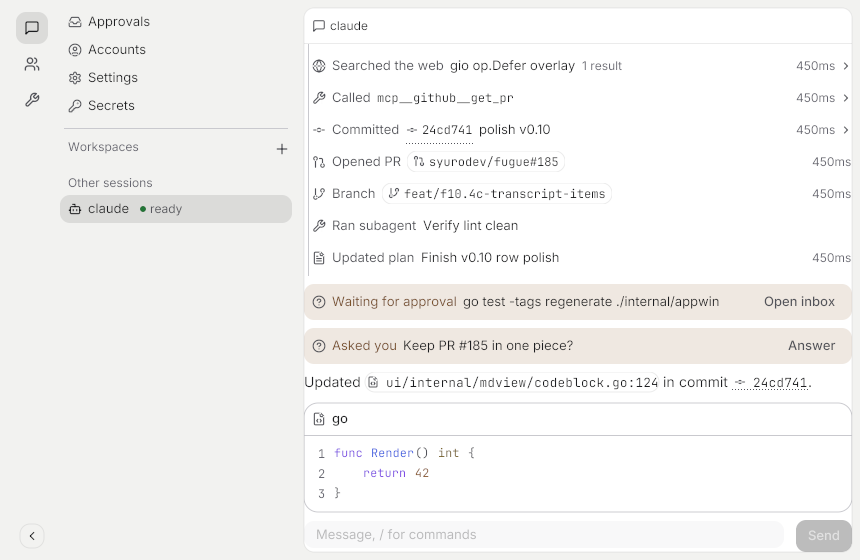 Approvals
Accounts
Settings
Secrets
Workspaces
Other sessions
claude ready
claude
Searched the web gio op.Defer overlay 1 result 450ms
Called mcp__github__get_pr 450ms
Committed 24cd741 polish v0.10 450ms
Opened PR syurodev/fugue#185 450ms
Branch feat/f10.4c-transcript-items 450ms
Ran subagent Verify lint clean
Updated plan Finish v0.10 row polish 450ms
Waiting for approval go test -tags regenerate ./internal/appwin Open inbox
Asked you Keep PR #185 in one piece? Answer
Updated ui/internal/mdview/codeblock.go:124 in commit 24cd741.
go
1 func Render() int {
2 return 42
3 }
Message, / for commands Send